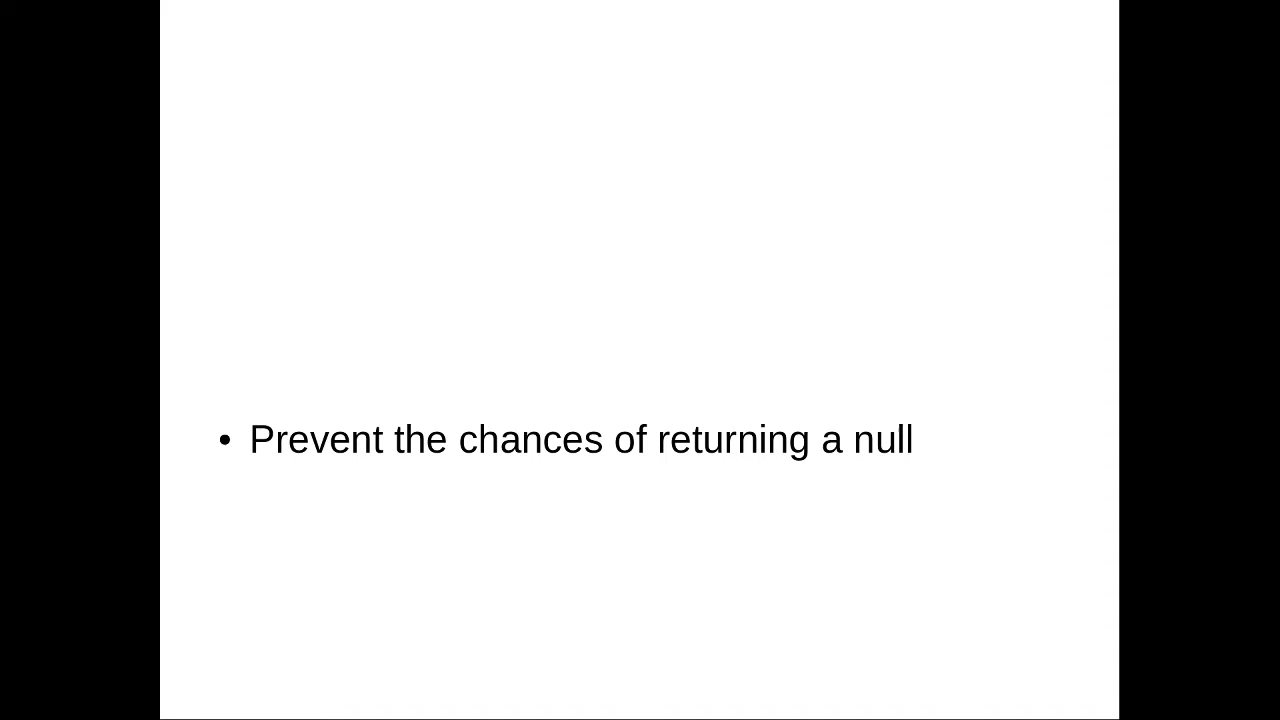 • Prevent the chances of returning a null